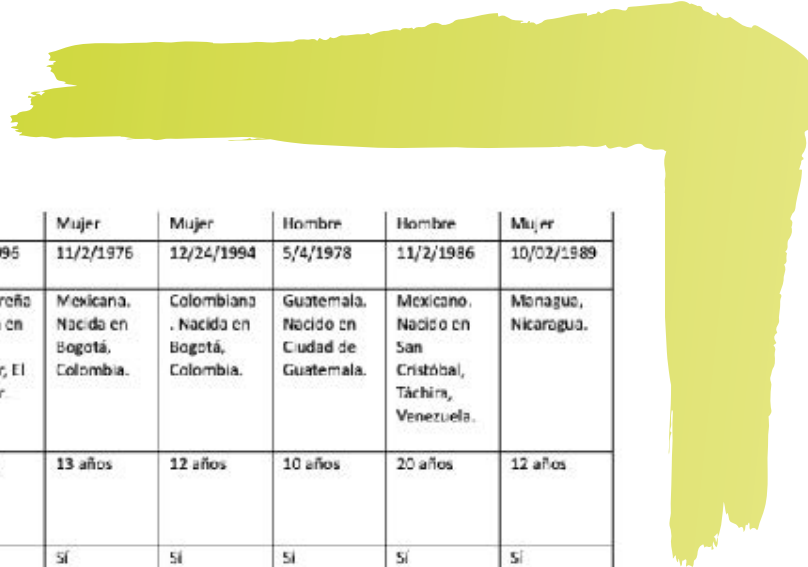 Mujer Mujer Hombre Hombre Mujer
11/2/1976 12/24/1994 5/4/1978 11/2/1986 10/02/1989
Mexicana. Colombiana Guatemala. Mexicano. Managua,
Nacida en . Nacida en Nacido en Nacido en Nicaragua.
Bogotá, Bogotá, Ciudad de San
, El Colombia. Colombia. Guatemala. Cristóbal,
Táchira,
Venezuela.
13 años 12 años 10 años 20 años 12 años
Sí Sí Sí Sí Sí